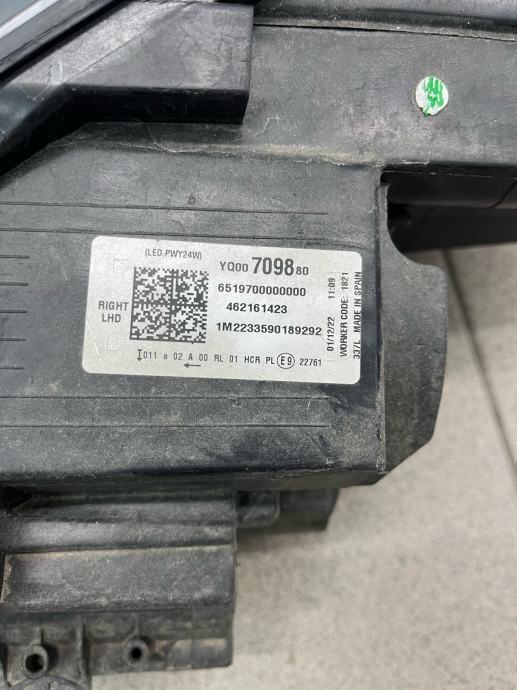 (LED,PWY24W)
YQ00 7098 80
6519700000000
462161423
1M2233590189292
RIGHT
LHD
011 a 02 A 00 RL 01 HCR PL E9 22761
←
01/12/22 11:09
WORKER CODE: 1821
337L MADE IN SPAIN